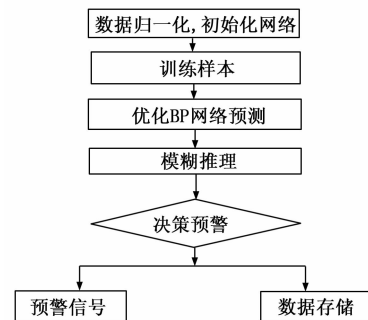 数据归一化,初始化网络
训练样本
优化BP网络预测
模糊推理
决策预警
预警信号
数据存储